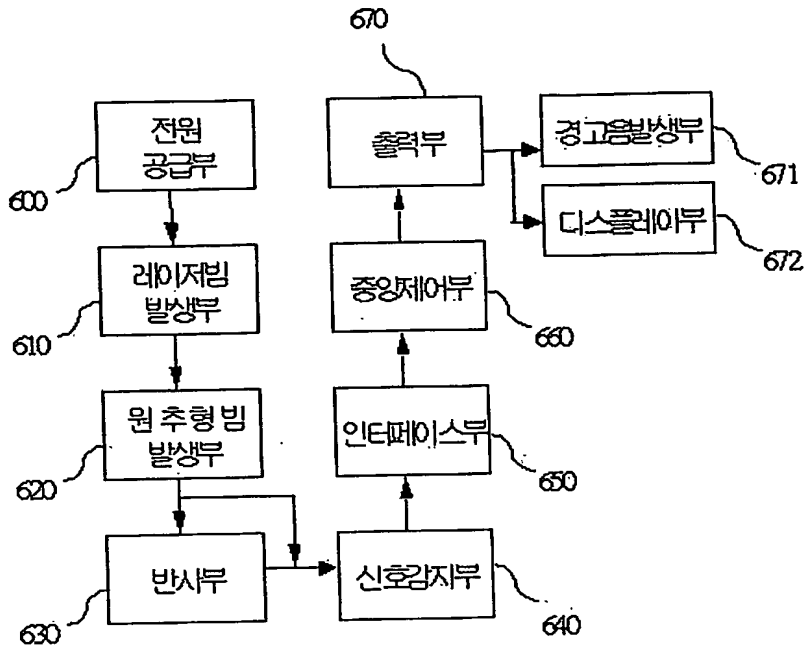 670
전원
공급부
600
출력부
경고음발생부
671
디스플레이부
672
레이저빔
발생부
610
중앙제어부
660
원 추형 빔
발생부
620
인터페이스부
650
반사부
630
신호감지부
640